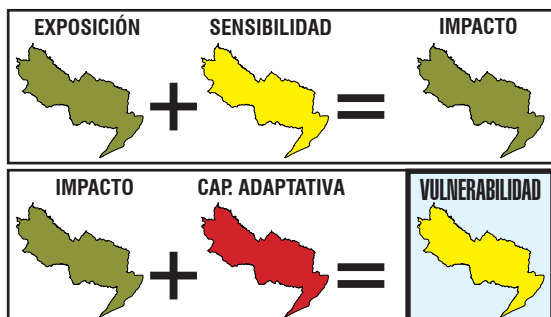 EXPOSICIÓN SENSIBILIDAD IMPACTO
+ =
IMPACTO CAP. ADAPTATIVA VULNERABILIDAD
+ =